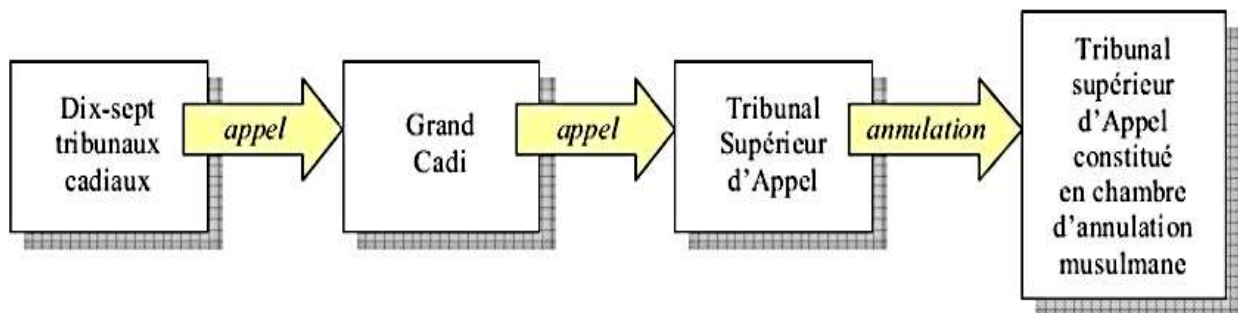 Dix-sept
tribunaux
cadiaux
appel
Grand
Cadi
appel
Tribunal
Supérieur
d'Appel
annulation
Tribunal
supérieur
d'Appel
constitué
en chambre
d'annulation
musulmane